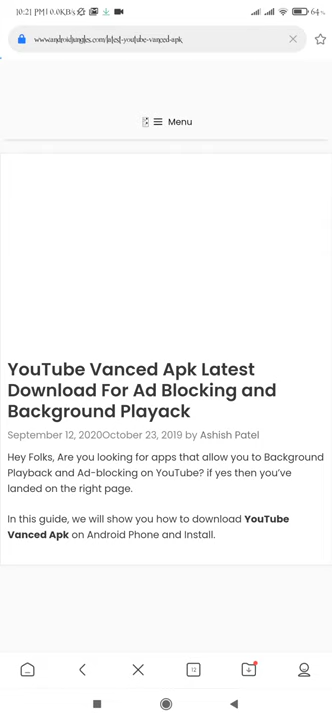 10:21 PM | 0.0KB/s
64
www.androidjungles.com/latest-youtube-vanced-apk
Menu
YouTube Vanced Apk Latest
Download For Ad Blocking and
Background Playack
September 12, 2020October 23, 2019 by Ashish Patel
Hey Folks, Are you looking for apps that allow you to Background
Playback and Ad-blocking on YouTube? if yes then you've
landed on the right page.
In this guide, we will show you how to download YouTube
Vanced Apk on Android Phone and Install.
12